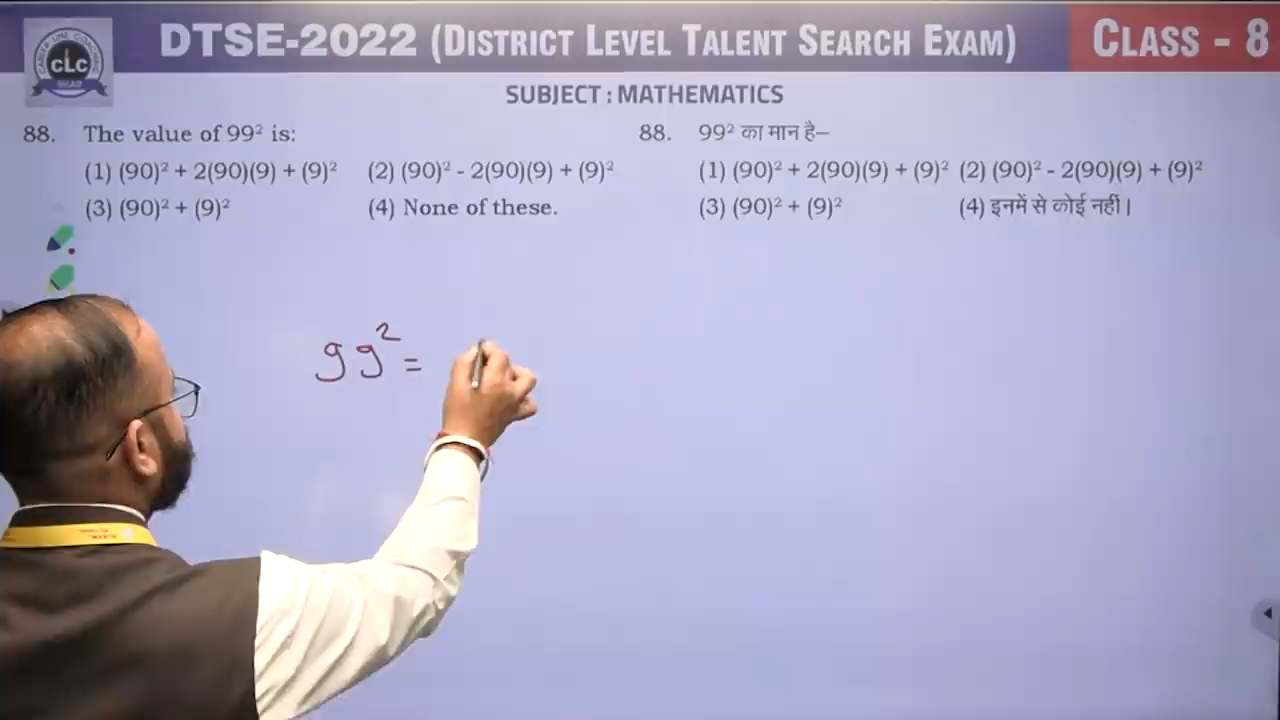 DTSE-2022 (DISTRICT LEVEL TALENT SEARCH EXAM)
CLASS - 8
cLc
SUBJECT : MATHEMATICS
88. The value of 99² is:
(1) (90)² + 2(90)(9) + (9)² (2) (90)² - 2(90)(9) + (9)²
(3) (90)² + (9)² (4) None of these.
88. 99² का मान है–
(1) (90)² + 2(90)(9) + (9)² (2) (90)² - 2(90)(9) + (9)²
(3) (90)² + (9)² (4) इनमें से कोई नहीं।
99² =